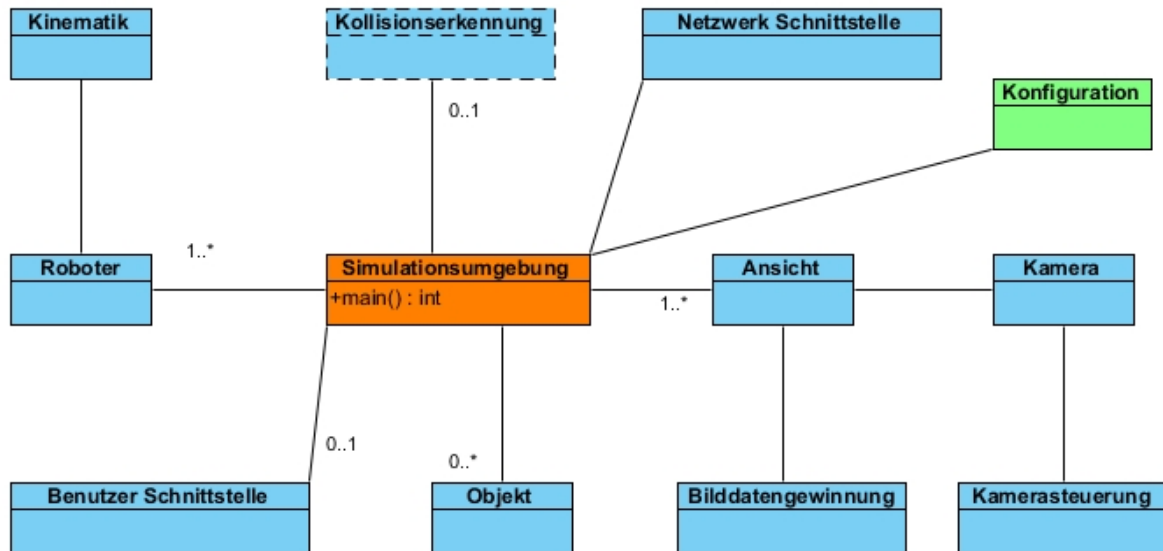 Kinematik
Kollisionserkennung
Netzwerk Schnittstelle
Konfiguration
0..1
1..*
Roboter
Simulationsumgebung
+main() : int
Ansicht
Kamera
1..*
0..1
0..*
Benutzer Schnittstelle
Objekt
Bilddatengewinnung
Kamerasteuerung